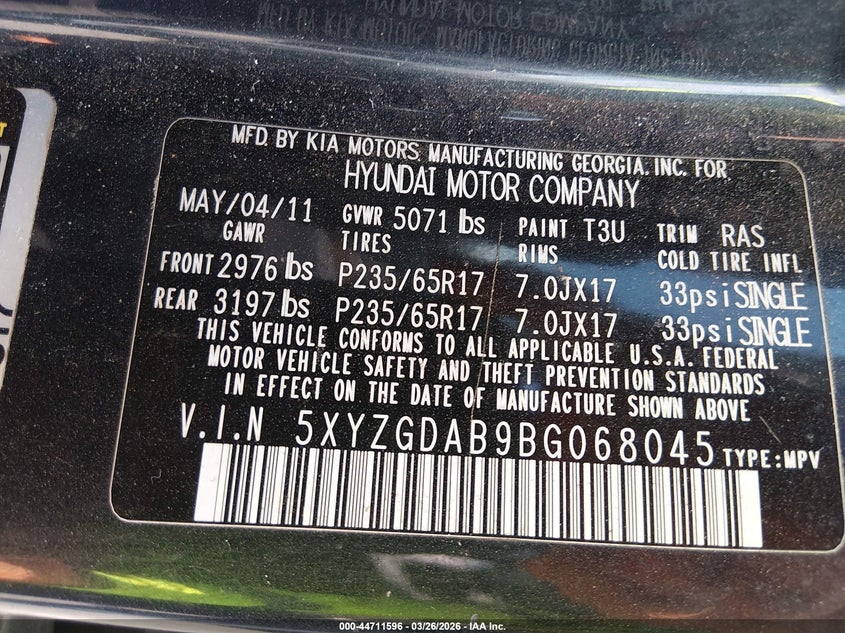 MFD. BY KIA MOTORS MANUFACTURING GEORGIA, INC. FOR
HYUNDAI MOTOR COMPANY
MAY/04/11 GVWR 5071 lbs PAINT T3U TRIM RAS
GAWR TIRES RIMS COLD TIRE INFL
FRONT 2976 lbs P235/65R17 7.0JX17 33psi SINGLE
REAR 3197 lbs P235/65R17 7.0JX17 33psi SINGLE
THIS VEHICLE CONFORMS TO ALL APPLICABLE U.S.A. FEDERAL
MOTOR VEHICLE SAFETY AND THEFT PREVENTION STANDARDS
IN EFFECT ON THE DATE OF MANUFACTURE SHOWN ABOVE
V.I.N 5XYZGDAB9BG068045 TYPE:MPV
000-44711596 - 03/26/2026 - IAA Inc.